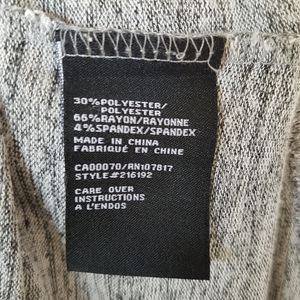 30%POLYESTER/
POLYESTER
66%RAYON/RAYONNE
4%SPANDEX/SPANDEX
MADE IN CHINA
FABRIQUÉ EN CHINE
CA00070/RN107817
STYLE#216192
CARE OVER
INSTRUCTIONS
A L'ENDOS